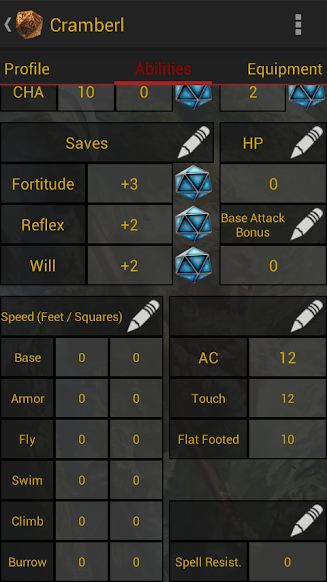 Cramberl
Profile Abilities Equipment
CHA 10 0 2
Saves HP
Fortitude +3 0
Reflex +2 Base Attack
Bonus
Will +2 0
Speed (Feet / Squares)
Base 0 0 AC 12
Armor 0 0 Touch 12
Fly 0 0 Flat Footed 10
Swim 0 0
Climb 0 0
Burrow 0 0 Spell Resist. 0